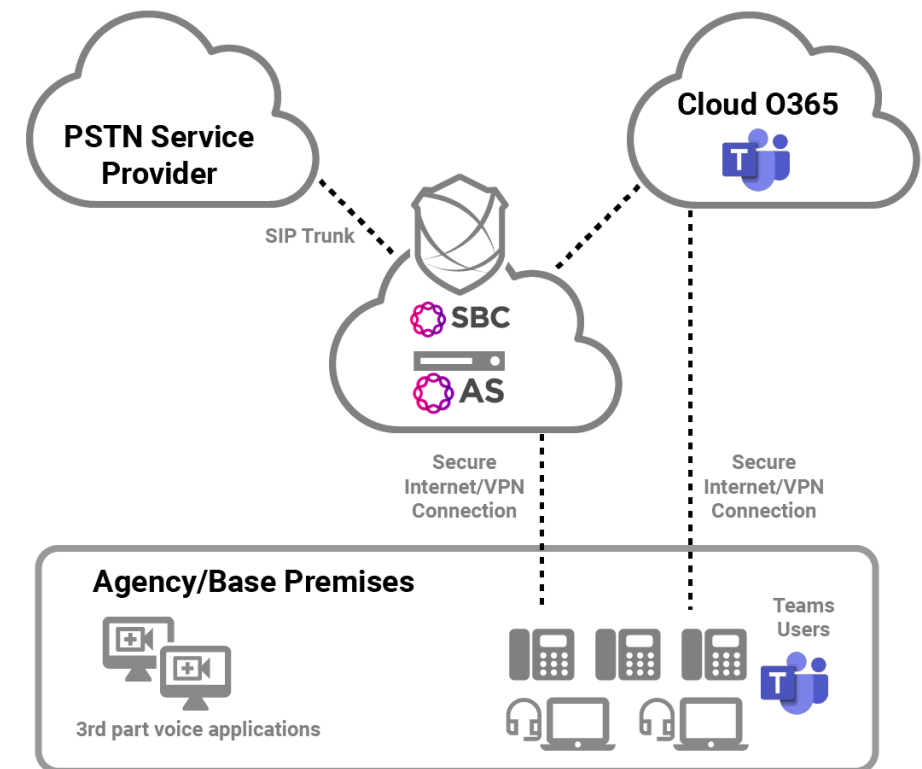 PSTN Service
Provider
Cloud O365
T
SIP Trunk
SBC
AS
Secure
Internet/VPN
Connection
Secure
Internet/VPN
Connection
Agency/Base Premises
Teams
Users
T
3rd part voice applications